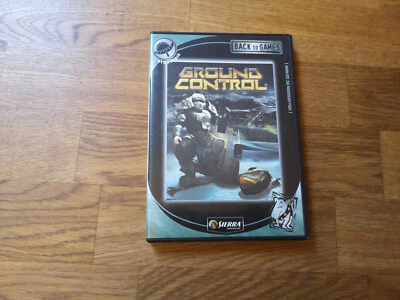 BACK TO GAMES
GROUND
CONTROL
SIERRA